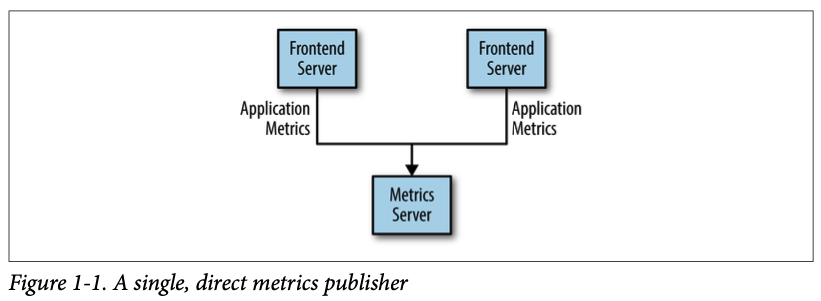 Frontend
Server
Frontend
Server
Application
Metrics
Application
Metrics
Metrics
Server
Figure 1-1. A single, direct metrics publisher